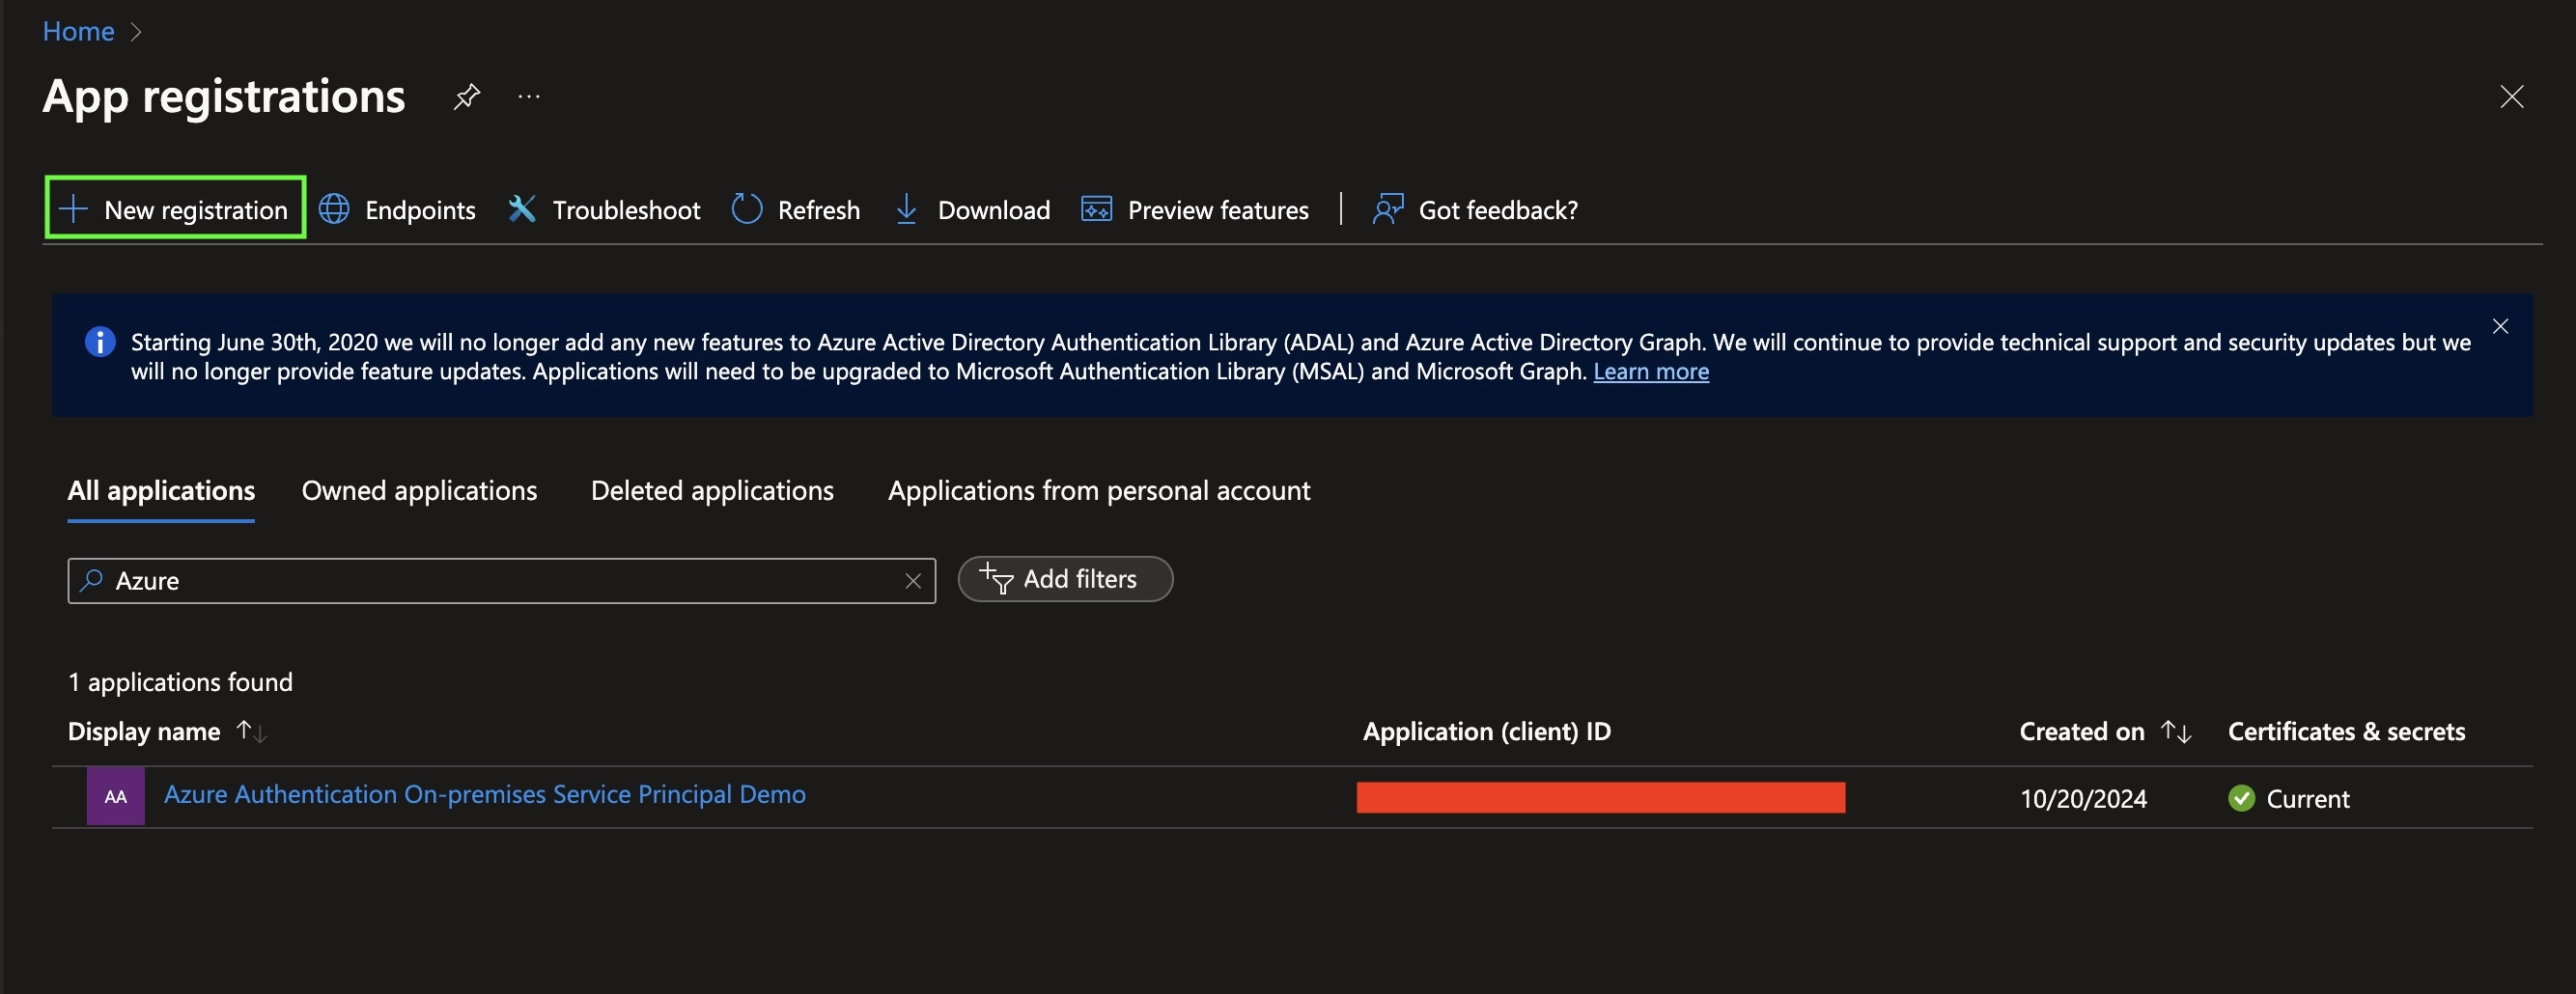 Home
App registrations
New registration Endpoints Troubleshoot Refresh Download Preview features Got feedback?
Starting June 30th, 2020 we will no longer add any new features to Azure Active Directory Authentication Library (ADAL) and Azure Active Directory Graph. We will continue to provide technical support and security updates but we
will no longer provide feature updates. Applications will need to be upgraded to Microsoft Authentication Library (MSAL) and Microsoft Graph. Learn more
All applications Owned applications Deleted applications Applications from personal account
Azure Add filters
1 applications found
Display name Application (client) ID Created on Certificates & secrets
AA Azure Authentication On-premises Service Principal Demo 10/20/2024 Current